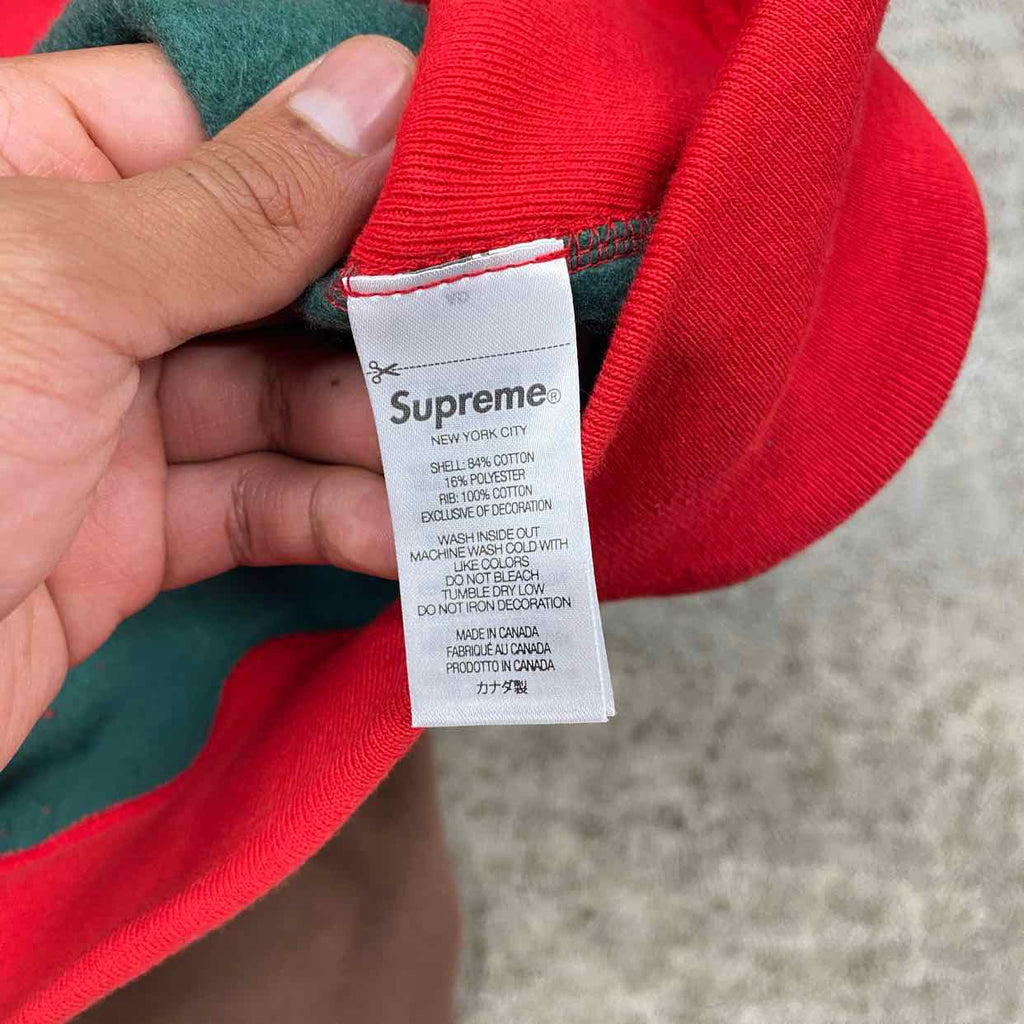 Supreme®
NEW YORK CITY
SHELL: 84% COTTON
16% POLYESTER
RIB: 100% COTTON
EXCLUSIVE OF DECORATION
WASH INSIDE OUT
MACHINE WASH COLD WITH
LIKE COLORS
DO NOT BLEACH
TUMBLE DRY LOW
DO NOT IRON DECORATION
MADE IN CANADA
FABRIQUÉ AU CANADA
PRODOTTO IN CANADA
カナダ製